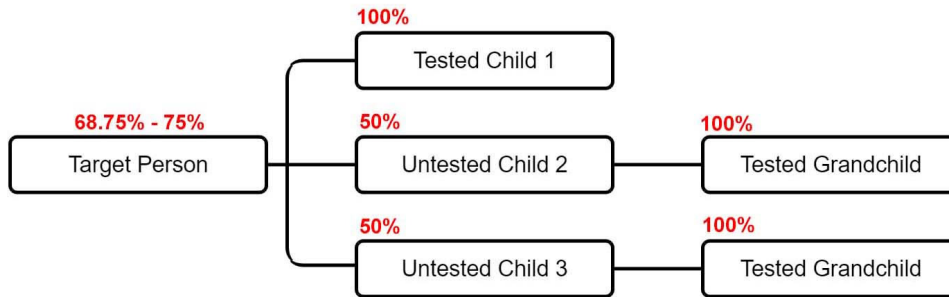 100%
Tested Child 1
68.75% - 75%
50%
100%
Target Person
Untested Child 2
Tested Grandchild
50%
100%
Untested Child 3
Tested Grandchild